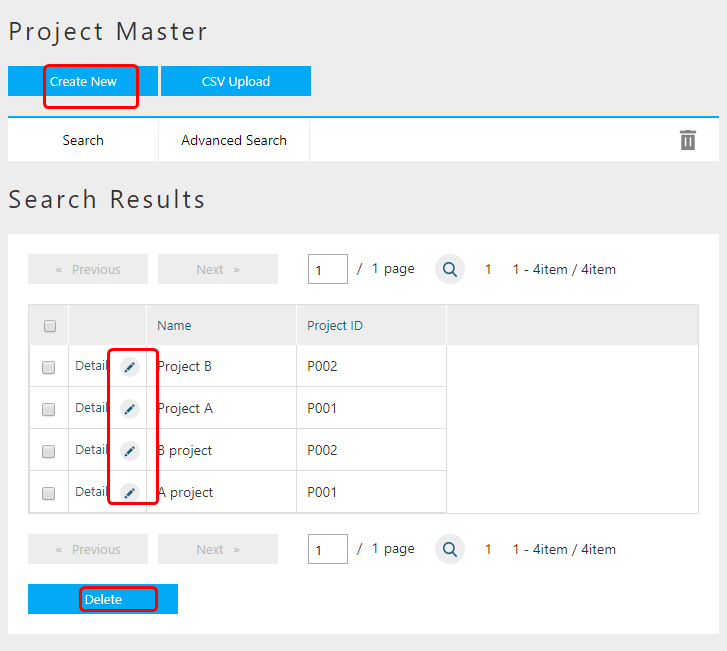 Project Master
Create New CSV Upload
Search Advanced Search
Search Results
« Previous Next » 1 / 1 page 1 1 - 4item / 4item
Name Project ID
Detail Project B P002
Detail Project A P001
Detail B project P002
Detail A project P001
« Previous Next » 1 / 1 page 1 1 - 4item / 4item
Delete